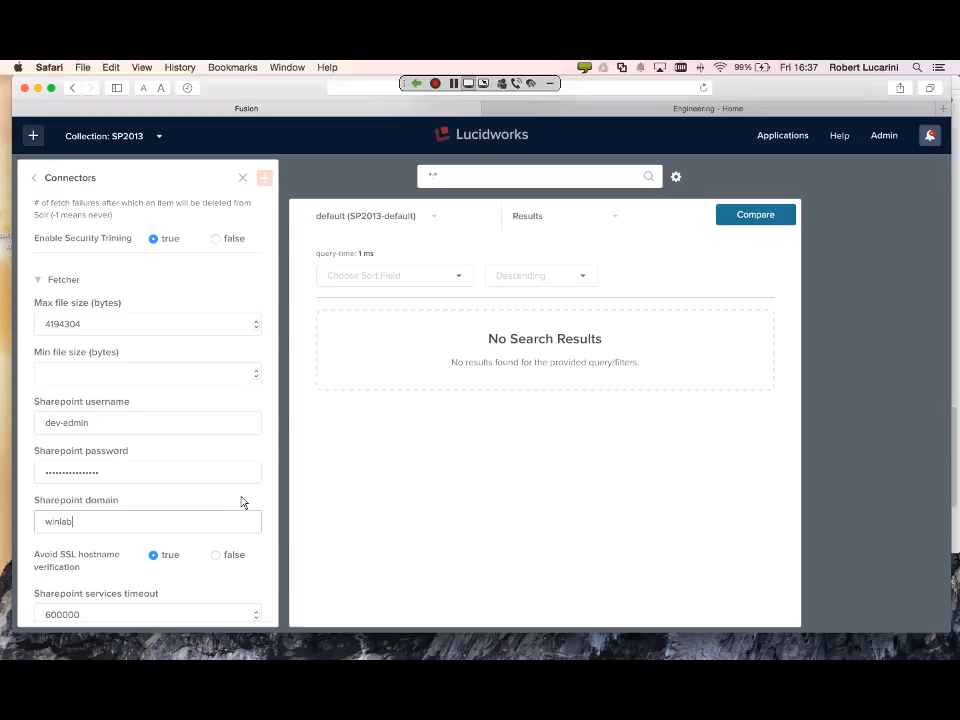 Safari File Edit View History Bookmarks Window Help 99% Fri 16:37 Robert Lucarini
A A
Fusion Engineering - Home
Collection: SP2013 Lucidworks Applications Help Admin
Connectors
*:*
# of fetch failures after which an item will be deleted from
Solr (-1 means never)
Enable Security Triming true false
default (SP2013-default) Results Compare
query-time: 1 ms
Choose Sort Field Descending
No Search Results
No results found for the provided query/filters.
Fetcher
Max file size (bytes)
4194304
Min file size (bytes)
Sharepoint username
dev-admin
Sharepoint password
••••••••••••••••
Sharepoint domain
winlab
Avoid SSL hostname
verification true false
Sharepoint services timeout
600000